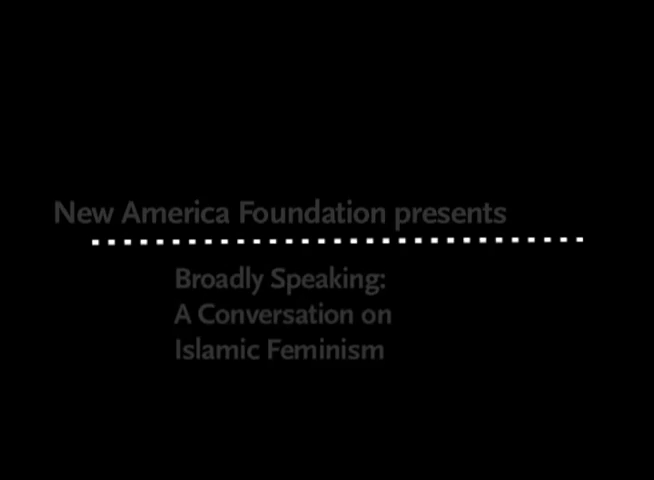 New America Foundation presents
Broadly Speaking:
A Conversation on
Islamic Feminism